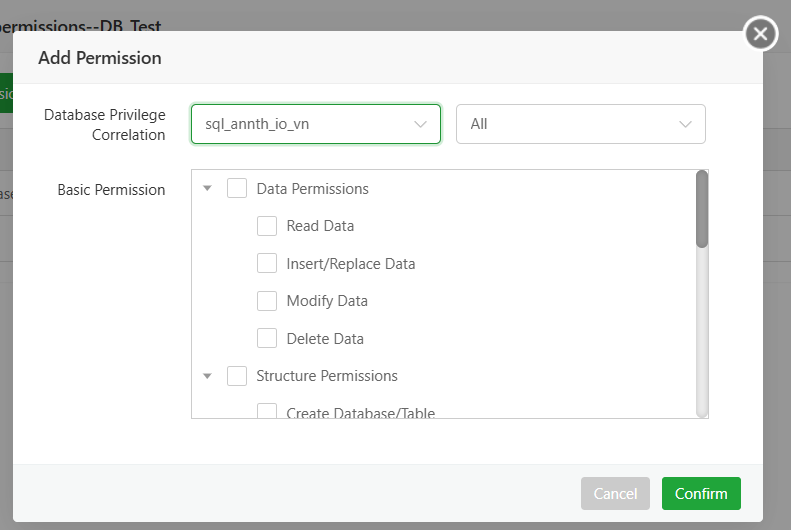 permissions--DB_Test
Add Permission
Database Privilege
Correlation
sql_annth_io_vn
All
Basic Permission
Data Permissions
Read Data
Insert/Replace Data
Modify Data
Delete Data
Structure Permissions
Create Database/Table
Cancel
Confirm